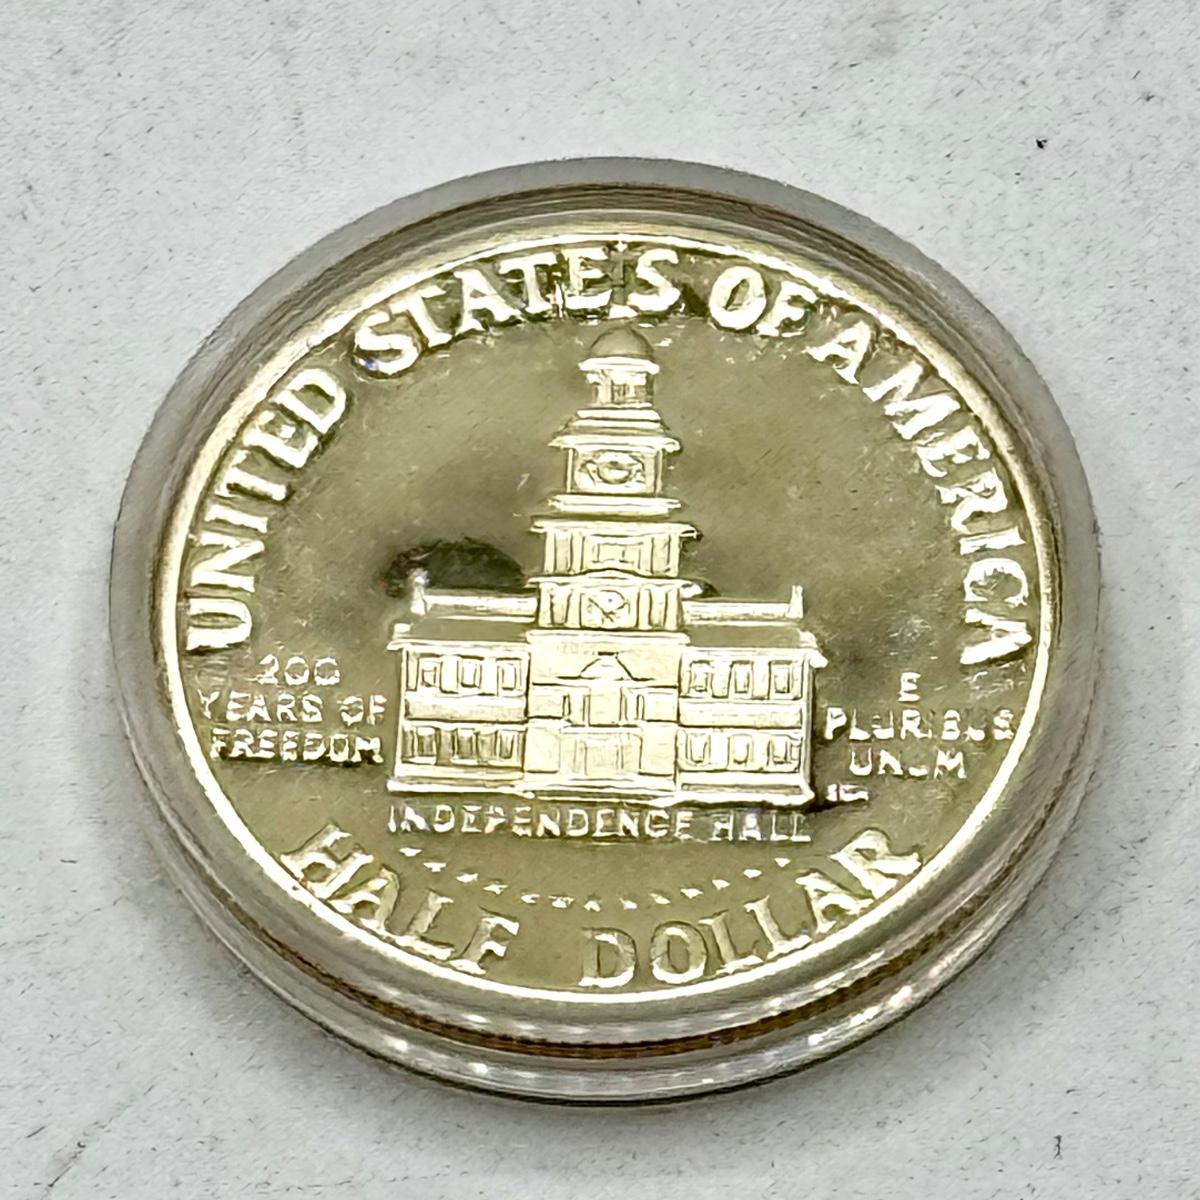 UNITED STATES OF AMERICA
200
YEARS OF
FREEDOM
E
PLURIBUS
UNUM
INDEPENDENCE HALL
HALF DOLLAR